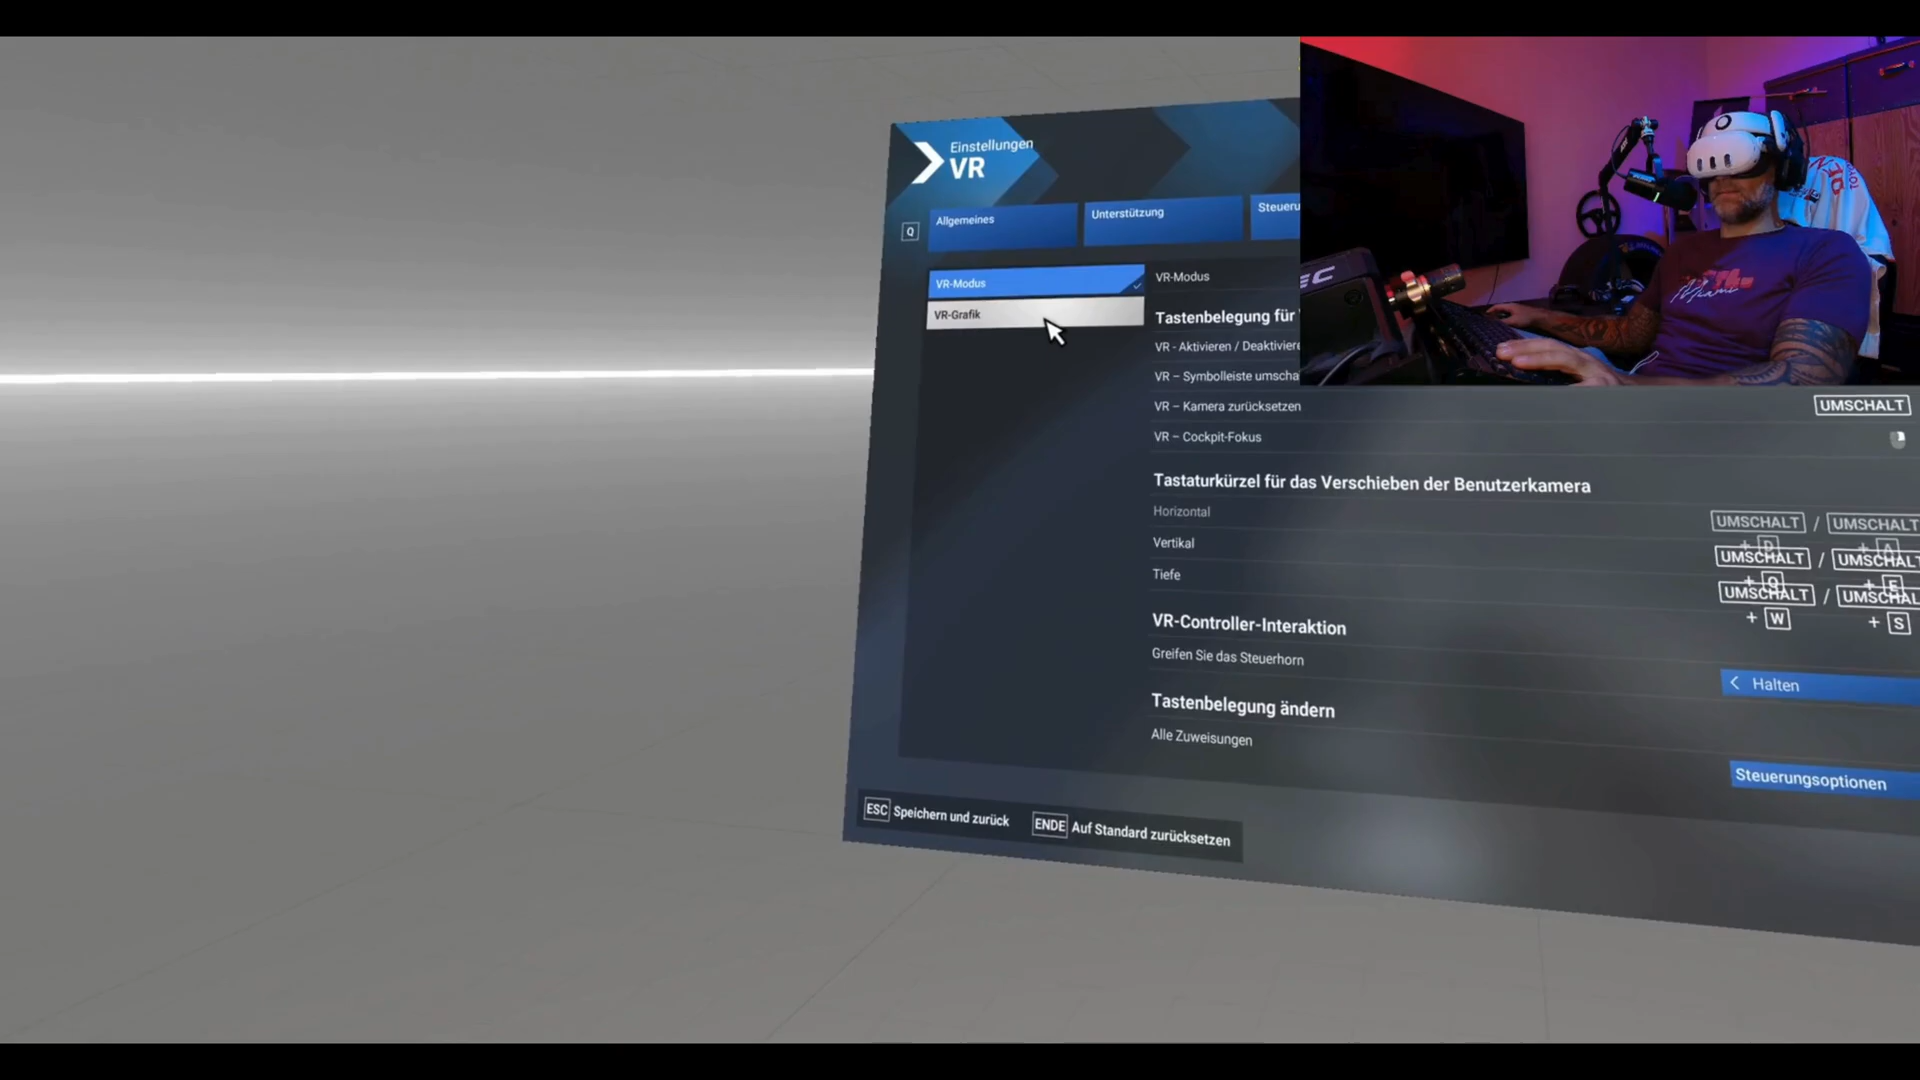 Einstellungen
VR
Q
Allgemeines
Unterstützung
Steueru
VR-Modus
VR-Grafik
VR-Modus
Tastenbelegung für
VR - Aktivieren / Deaktiviere
VR – Symbolleiste umscha
VR – Kamera zurücksetzen
UMSCHALT
VR – Cockpit-Fokus
Tastaturkürzel für das Verschieben der Benutzerkamera
Horizontal
UMSCHALT / UMSCHALT
+ D + A
Vertikal
UMSCHALT / UMSCHALT
+ Q + E
Tiefe
UMSCHALT / UMSCHAL
+ W + S
VR-Controller-Interaktion
Greifen Sie das Steuerhorn
Halten
Tastenbelegung ändern
Alle Zuweisungen
Steuerungsoptionen
ESC Speichern und zurück
ENDE Auf Standard zurücksetzen